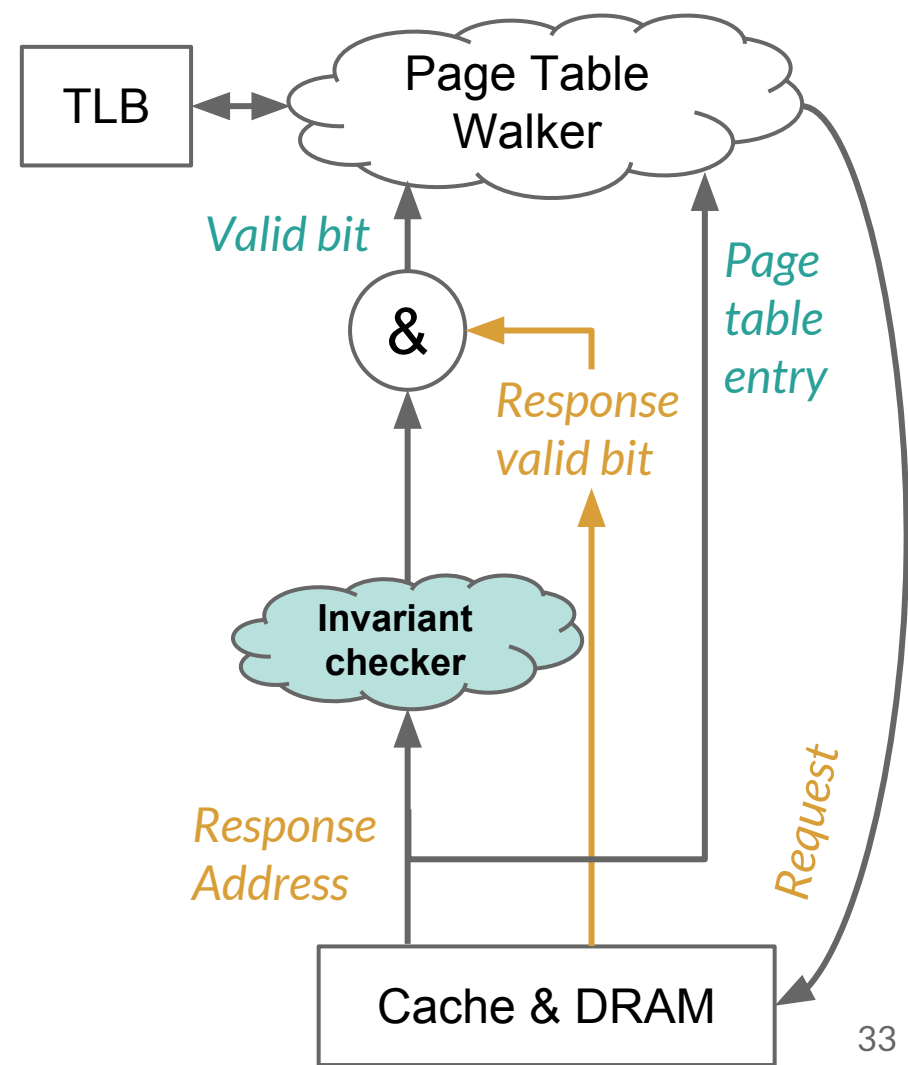 TLB
Page Table
Walker
Valid bit
&
Page
table
entry
Response
valid bit
Invariant
checker
Response
Address
Request
Cache & DRAM
33